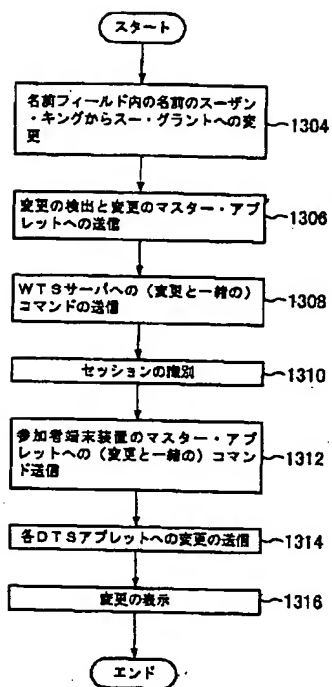 スタート
名前フィールド内の名前のスーザン
・キングからスー・グラントへの変
更
1304
変更の検出と変更のマスター・アプ
レットへの送信
1306
WTSサーバへの(変更と一緒の)
コマンドの送信
1308
セッションの識別
1310
参加者端末装置のマスター・アプ
レットへの(変更と一緒の)コマン
ド送信
1312
各DTSアプレットへの変更の送信
1314
変更の表示
1316
エンド